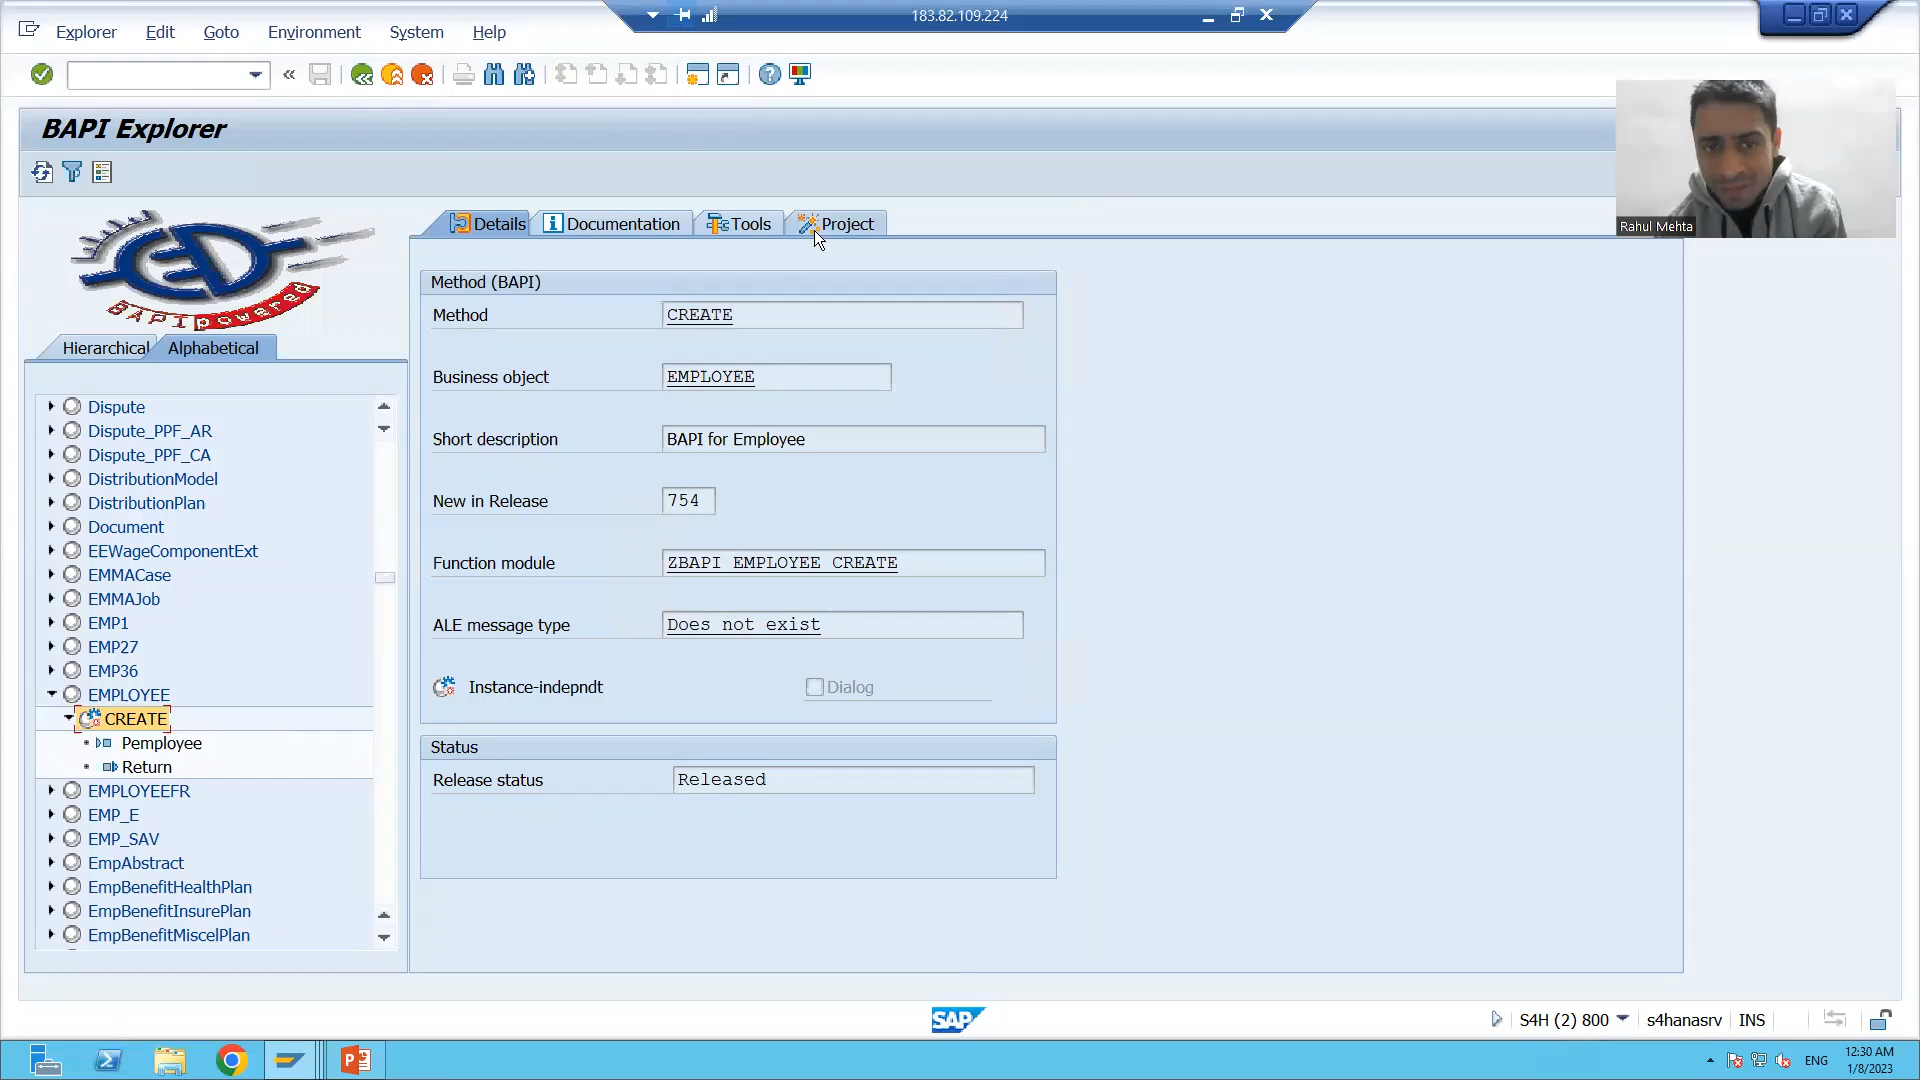 183.82.109.224
Explorer Edit Goto Environment System Help
BAPI Explorer
Rahul Mehta
BAPIpowered
Details Documentation Tools Project
Hierarchical Alphabetical
Dispute
Dispute_PPF_AR
Dispute_PPF_CA
DistributionModel
DistributionPlan
Document
EEWageComponentExt
EMMACase
EMMAJob
EMP1
EMP27
EMP36
EMPLOYEE
CREATE
Pemployee
Return
EMPLOYEEFR
EMP_E
EMP_SAV
EmpAbstract
EmpBenefitHealthPlan
EmpBenefitInsurePlan
EmpBenefitMiscelPlan
Method (BAPI)
Method CREATE
Business object EMPLOYEE
Short description BAPI for Employee
New in Release 754
Function module ZBAPI_EMPLOYEE_CREATE
ALE message type Does not exist
Instance-indepndt Dialog
Status
Release status Released
SAP
S4H (2) 800 s4hanasrv INS
ENG
12:30 AM
1/8/2023